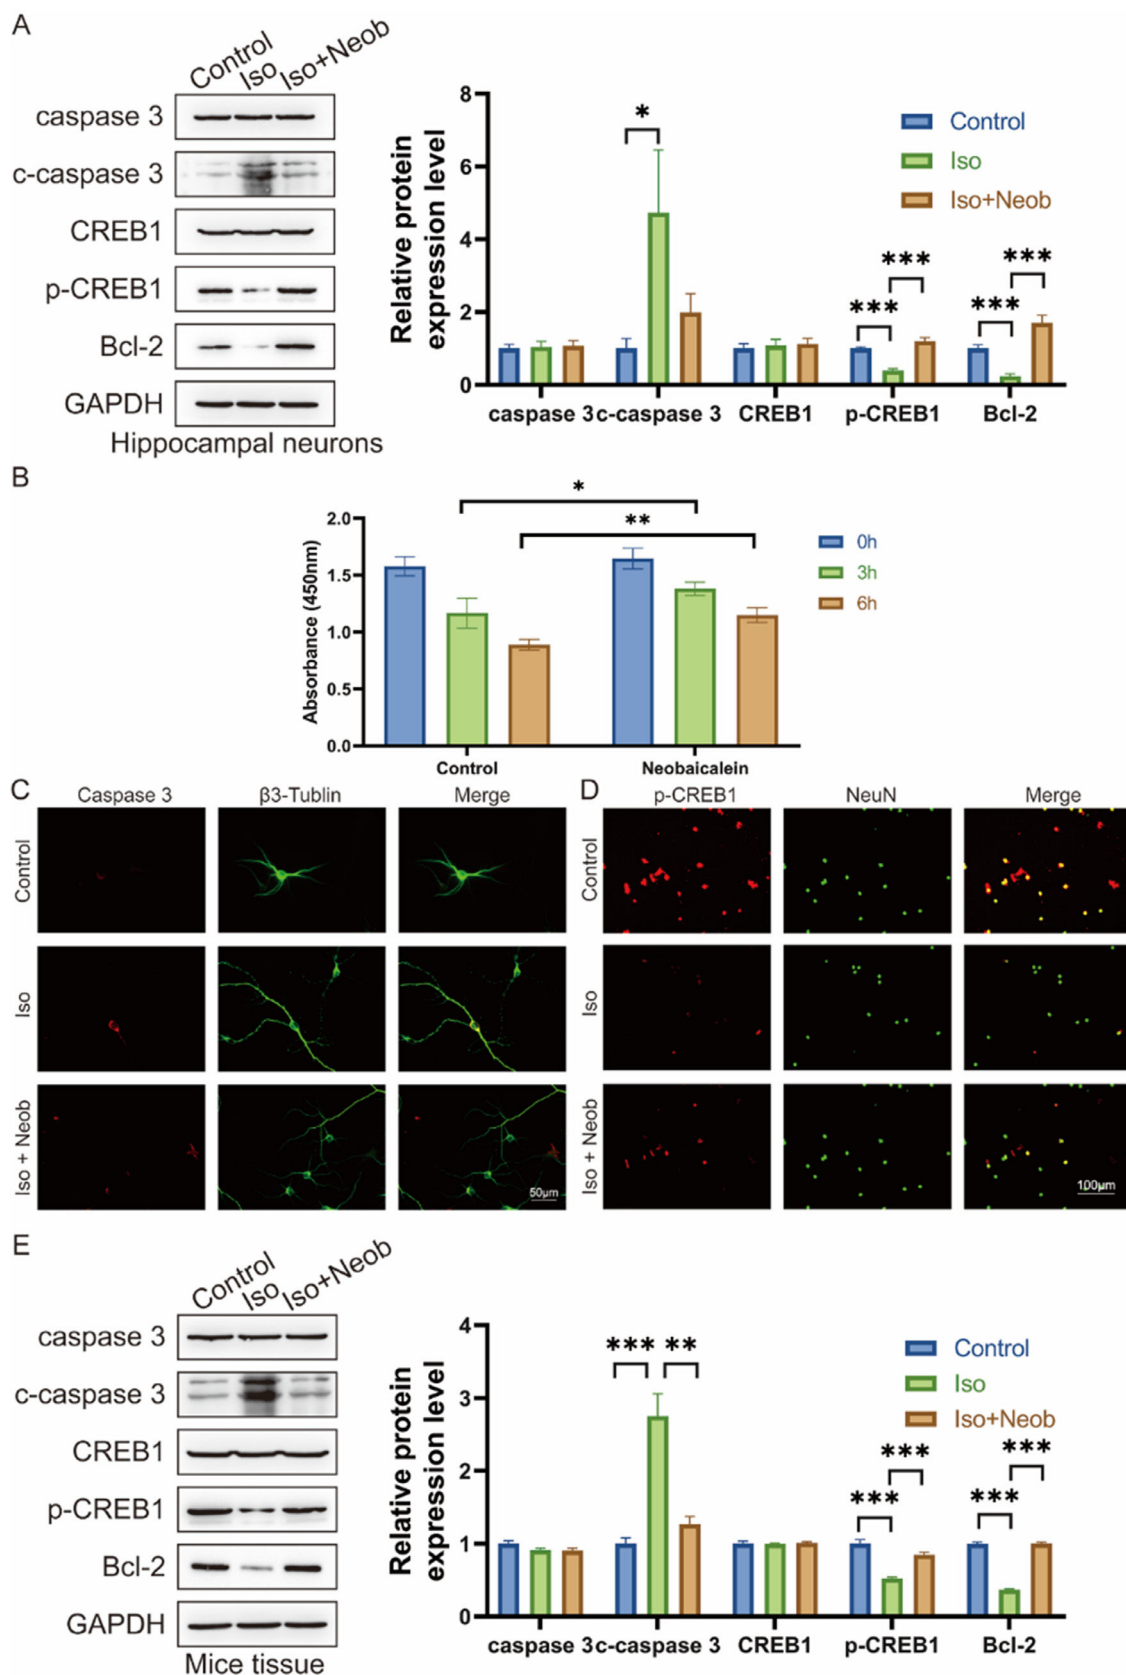 A
Control
Iso
Iso+Neob
caspase 3
c-caspase 3
CREB1
p-CREB1
Bcl-2
GAPDH
Hippocampal neurons
Relative protein
expression level
8
6
4
2
0
*
***
***
***
***
Control
Iso
Iso+Neob
caspase 3 c-caspase 3 CREB1 p-CREB1 Bcl-2
B
Absorbance (450nm)
2.0
1.5
1.0
0.5
0.0
*
**
0h
3h
6h
Control Neobaicalein
C
Caspase 3 β3-Tublin Merge
Control
Iso
Iso + Neob
50μm
D
p-CREB1 NeuN Merge
Control
Iso
Iso + Neob
100μm
E
Control
Iso
Iso+Neob
caspase 3
c-caspase 3
CREB1
p-CREB1
Bcl-2
GAPDH
Mice tissue
Relative protein
expression level
4
3
2
1
0
*** **
***
***
***
***
Control
Iso
Iso+Neob
caspase 3 c-caspase 3 CREB1 p-CREB1 Bcl-2